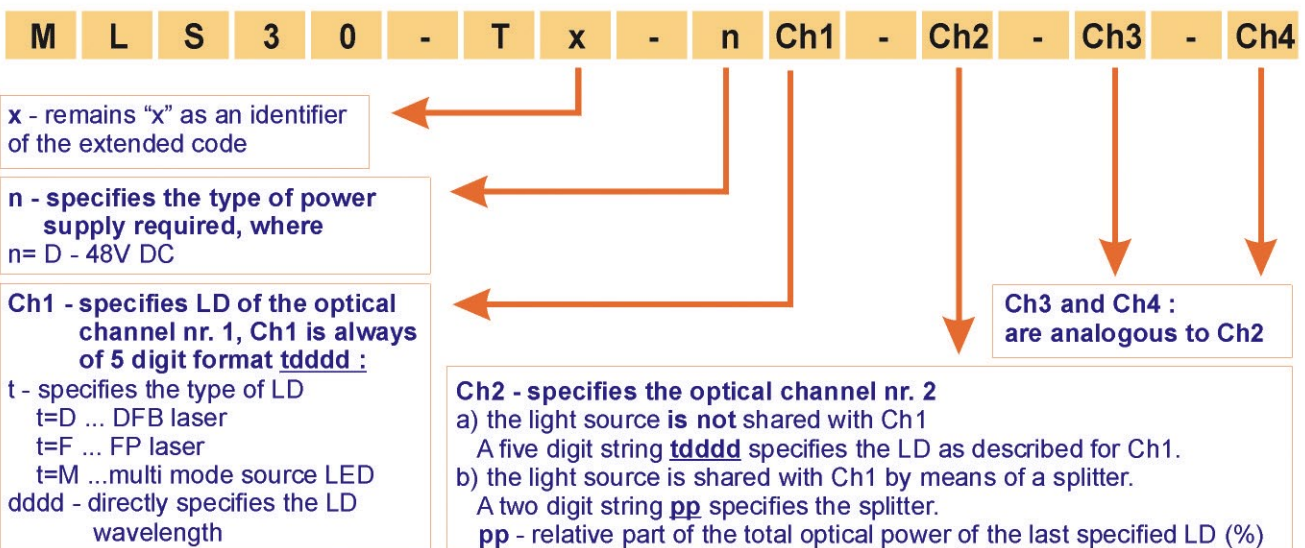 M L S 3 0 - T x - n Ch1 - Ch2 - Ch3 - Ch4
x - remains “x” as an identifier
of the extended code
n - specifies the type of power
supply required, where
n= D - 48V DC
Ch1 - specifies LD of the optical
channel nr. 1, Ch1 is always
of 5 digit format tdddd :
t - specifies the type of LD
t=D ... DFB laser
t=F ... FP laser
t=M ...multi mode source LED
dddd - directly specifies the LD
wavelength
Ch3 and Ch4 :
are analogous to Ch2
Ch2 - specifies the optical channel nr. 2
a) the light source is not shared with Ch1
A five digit string tdddd specifies the LD as described for Ch1.
b) the light source is shared with Ch1 by means of a splitter.
A two digit string pp specifies the splitter.
pp - relative part of the total optical power of the last specified LD (%)